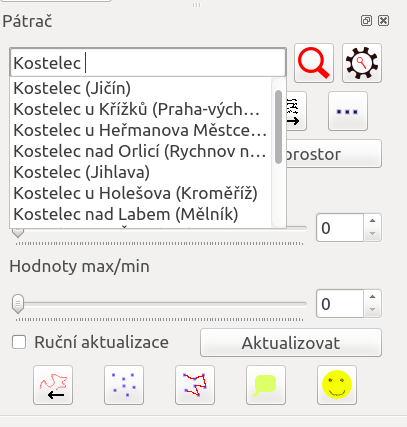 Pátrač
Kostelec
Kostelec (Jičín)
Kostelec u Křížků (Praha-vých…
Kostelec u Heřmanova Městce…
Kostelec nad Orlicí (Rychnov n…
prostor
Kostelec (Jihlava)
Kostelec u Holešova (Kroměříž)
Kostelec nad Labem (Mělník)
0
Hodnoty max/min
0
Ruční aktualizace
Aktualizovat